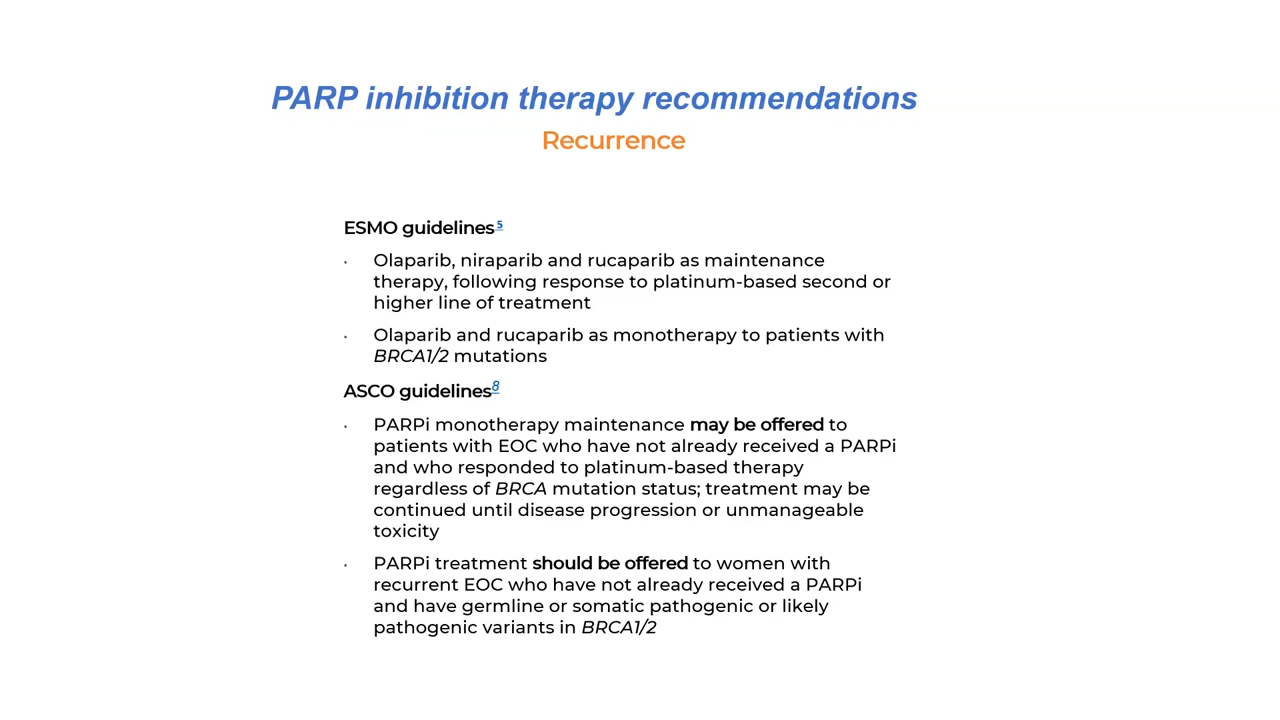 PARP inhibition therapy recommendations
Recurrence
ESMO guidelines5
· Olaparib, niraparib and rucaparib as maintenance
therapy, following response to platinum-based second or
higher line of treatment
· Olaparib and rucaparib as monotherapy to patients with
BRCA1/2 mutations
ASCO guidelines8
· PARPi monotherapy maintenance may be offered to
patients with EOC who have not already received a PARPi
and who responded to platinum-based therapy
regardless of BRCA mutation status; treatment may be
continued until disease progression or unmanageable
toxicity
· PARPi treatment should be offered to women with
recurrent EOC who have not already received a PARPi
and have germline or somatic pathogenic or likely
pathogenic variants in BRCA1/2